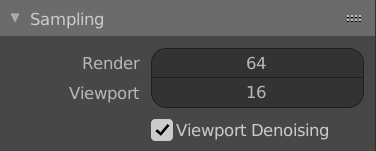 Sampling
Render 64
Viewport 16
Viewport Denoising